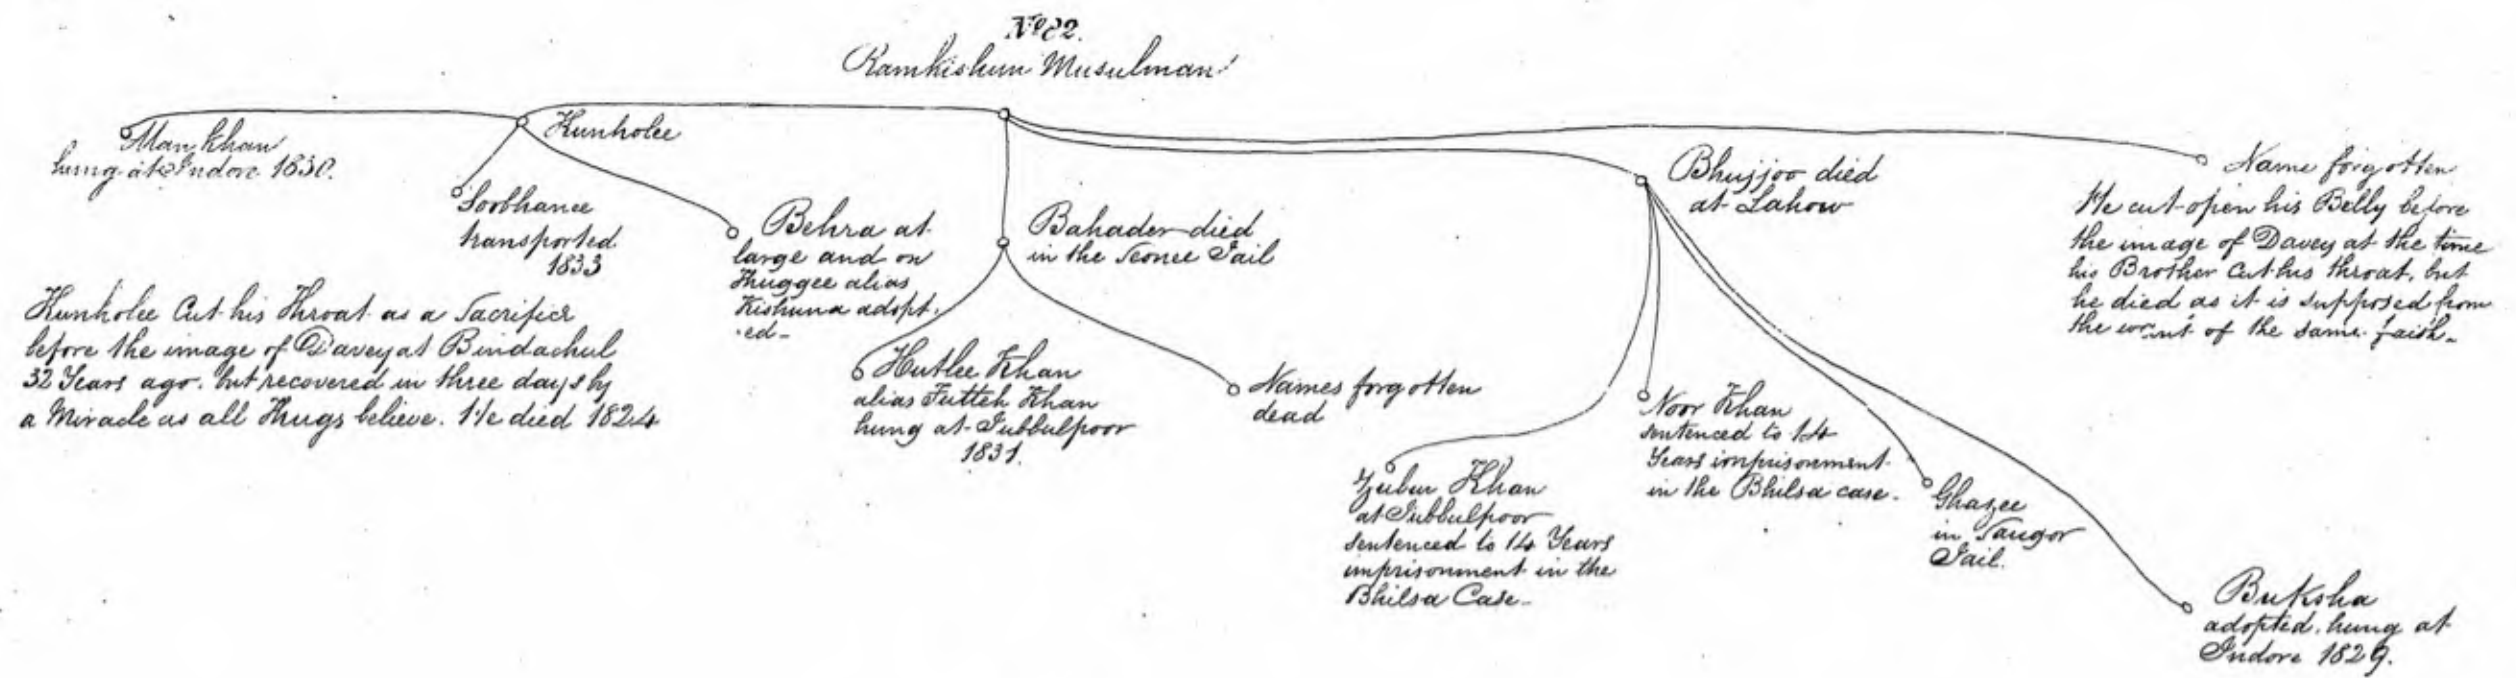 No 82.
Ramkishun Musulman
Man Khan
hung at Indore 1830.
Kunholee
Soobhanee
transported
1833
Behra at
large and on
Thuggee alias
Kishuna adopt.
ed-
Bahader died
in the Seonee Jail
Bhujjoo died
at Lahow
Name forgotten
He cut open his Belly before
the image of Davey at the time
his Brother Cut his throat, but
he died as it is supposed from
the want of the same faith-
Kunholee Cut his Throat as a Sacrifice
before the image of Davey at Bindachul
32 Years ago. but recovered in three days by
a Miracle as all Thugs believe. He died 1824
Hutlee Khan
alias Futteh Khan
hung at Jubbulpoor
1831.
Names forgotten
dead
Khan
at Jubbulpoor
sentenced to 14 Years
imprisonment in the
Bhilsa Case-
Noor Khan
sentenced to 14
Years imprisonment
in the Bhilsa case-
Ghazee
in Saugor
Jail.
Buksha
adopted. hung at
Indore 1829.